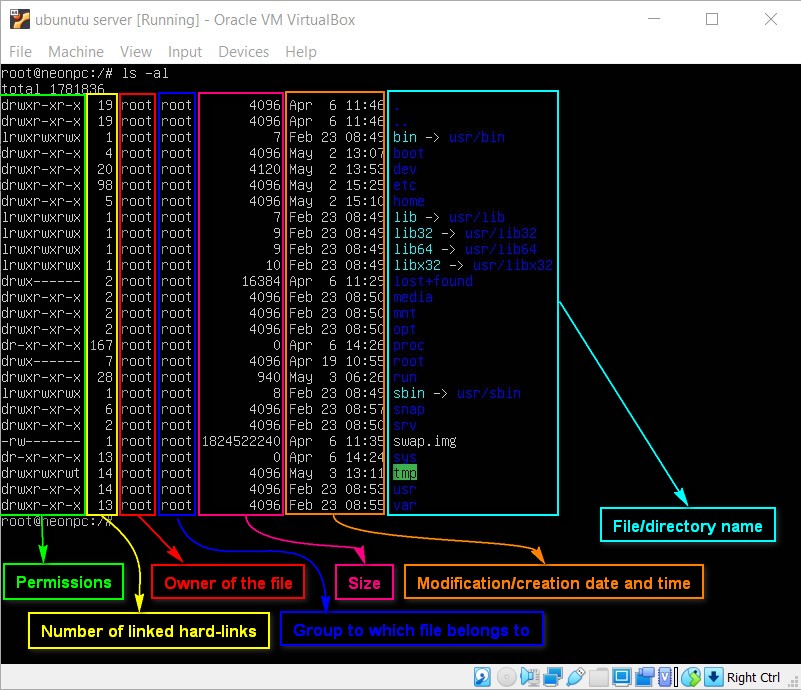 ubunutu server [Running] - Oracle VM VirtualBox
File Machine View Input Devices Help
root@neonpc:/# ls -al
total 1781836
drwxr-xr-x 19 root root 4096 Apr 6 11:46 .
drwxr-xr-x 19 root root 4096 Apr 6 11:46 ..
lrwxrwxrwx 1 root root 7 Feb 23 08:49 bin -> usr/bin
drwxr-xr-x 4 root root 4096 May 2 13:07 boot
drwxr-xr-x 20 root root 4120 May 2 13:53 dev
drwxr-xr-x 98 root root 4096 May 2 15:25 etc
drwxr-xr-x 5 root root 4096 May 2 15:10 home
lrwxrwxrwx 1 root root 7 Feb 23 08:49 lib -> usr/lib
lrwxrwxrwx 1 root root 9 Feb 23 08:49 lib32 -> usr/lib32
lrwxrwxrwx 1 root root 9 Feb 23 08:49 lib64 -> usr/lib64
lrwxrwxrwx 1 root root 10 Feb 23 08:49 libx32 -> usr/libx32
drwx------ 2 root root 16384 Apr 6 11:29 lost+found
drwxr-xr-x 2 root root 4096 Feb 23 08:50 media
drwxr-xr-x 2 root root 4096 Feb 23 08:50 mnt
drwxr-xr-x 2 root root 4096 Feb 23 08:50 opt
dr-xr-xr-x 167 root root 0 Apr 6 14:26 proc
drwx------ 7 root root 4096 Apr 19 10:55 root
drwxr-xr-x 28 root root 940 May 3 06:26 run
lrwxrwxrwx 1 root root 8 Feb 23 08:49 sbin -> usr/sbin
drwxr-xr-x 6 root root 4096 Feb 23 08:57 snap
drwxr-xr-x 2 root root 4096 Feb 23 08:50 srv
-rw------- 1 root root 1824522240 Apr 6 11:35 swap.img
dr-xr-xr-x 13 root root 0 Apr 6 14:24 sys
drwxrwxrwt 14 root root 4096 May 3 13:11 tmp
drwxr-xr-x 14 root root 4096 Feb 23 08:53 usr
drwxr-xr-x 13 root root 4096 Feb 23 08:55 var
root@neonpc:/#
File/directory name
Permissions
Owner of the file
Size
Modification/creation date and time
Number of linked hard-links
Group to which file belongs to
Right Ctrl